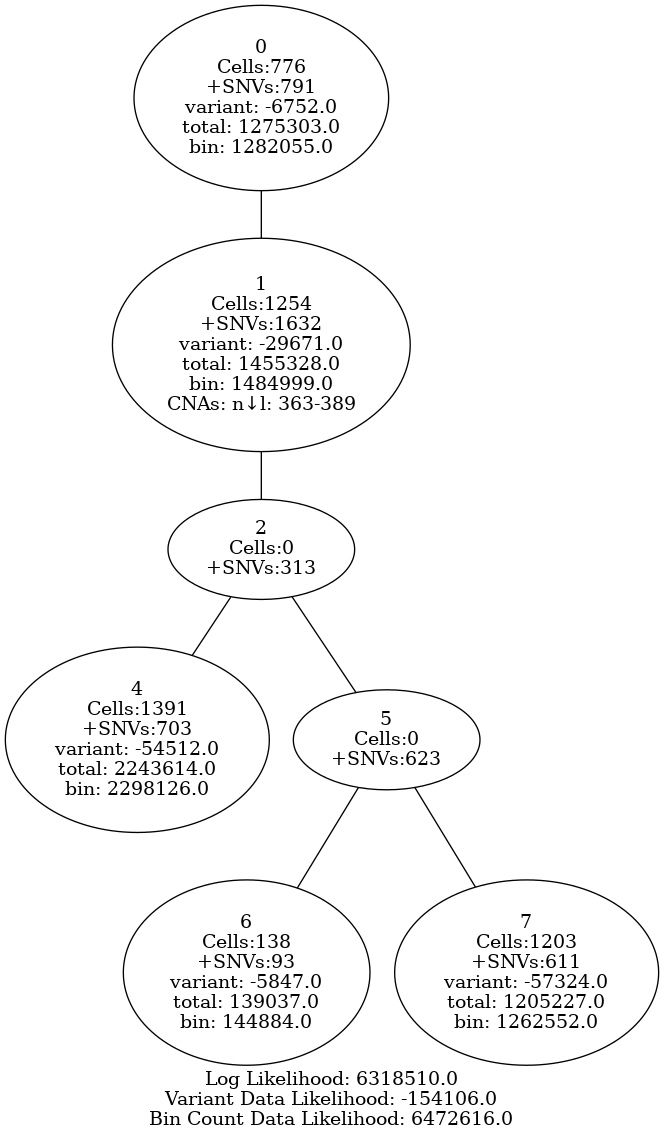 0
Cells:776
+SNVs:791
variant: -6752.0
total: 1275303.0
bin: 1282055.0
1
Cells:1254
+SNVs:1632
variant: -29671.0
total: 1455328.0
bin: 1484999.0
CNAs: n↓l: 363-389
2
Cells:0
+SNVs:313
4
Cells:1391
+SNVs:703
variant: -54512.0
total: 2243614.0
bin: 2298126.0
5
Cells:0
+SNVs:623
6
Cells:138
+SNVs:93
variant: -5847.0
total: 139037.0
bin: 144884.0
7
Cells:1203
+SNVs:611
variant: -57324.0
total: 1205227.0
bin: 1262552.0
Log Likelihood: 6318510.0
Variant Data Likelihood: -154106.0
Bin Count Data Likelihood: 6472616.0